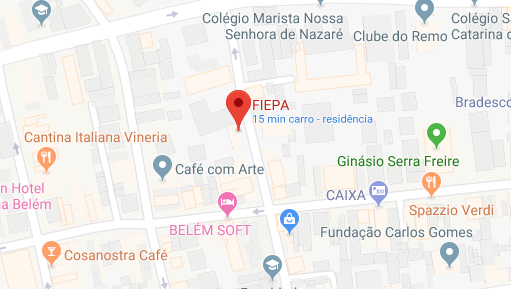 Colégio Marista Nossa
Senhora de Nazaré
Clube do Remo
Colégio S
Catarina d
FIEPA
15 min carro - residência
Bradesco
Cantina Italiana Vineria
Ginásio Serra Freire
Café com Arte
n Hotel
na Belém
CAIXA
Spazzio Verdi
BELÉM SOFT
Fundação Carlos Gomes
Cosanostra Café